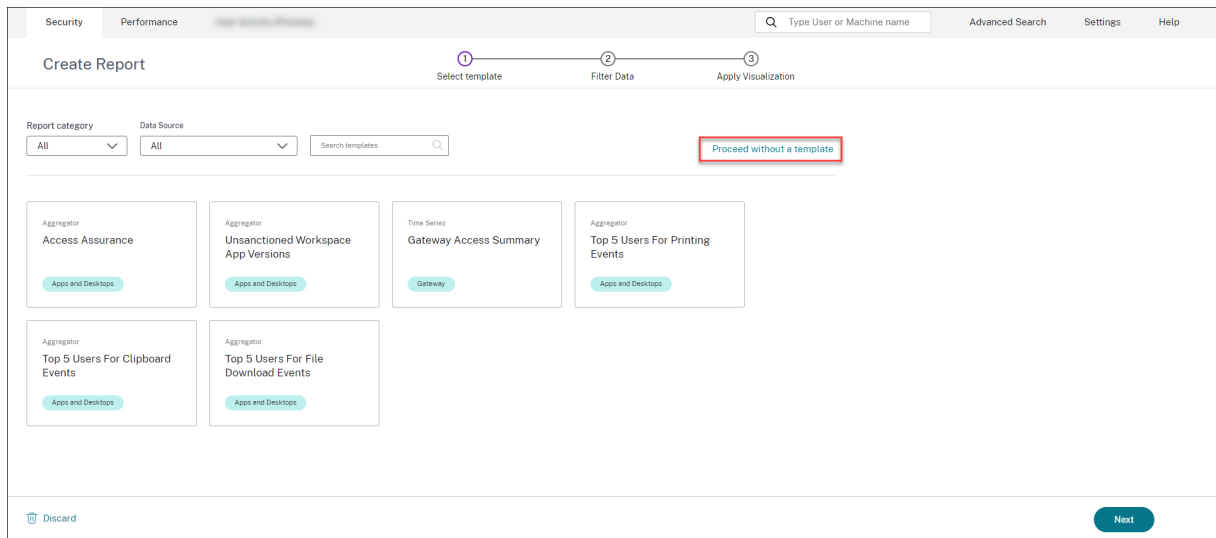 Security
Performance
Type User or Machine name
Advanced Search
Settings
Help
Create Report
1
Select template
2
Filter Data
3
Apply Visualization
Report category
All
Data Source
All
Search templates
Proceed without a template
Aggregator
Access Assurance
Apps and Desktops
Aggregator
Unsanctioned Workspace
App Versions
Apps and Desktops
Time Series
Gateway Access Summary
Gateway
Aggregator
Top 5 Users For Printing
Events
Apps and Desktops
Aggregator
Top 5 Users For Clipboard
Events
Apps and Desktops
Aggregator
Top 5 Users For File
Download Events
Apps and Desktops
Discard
Next